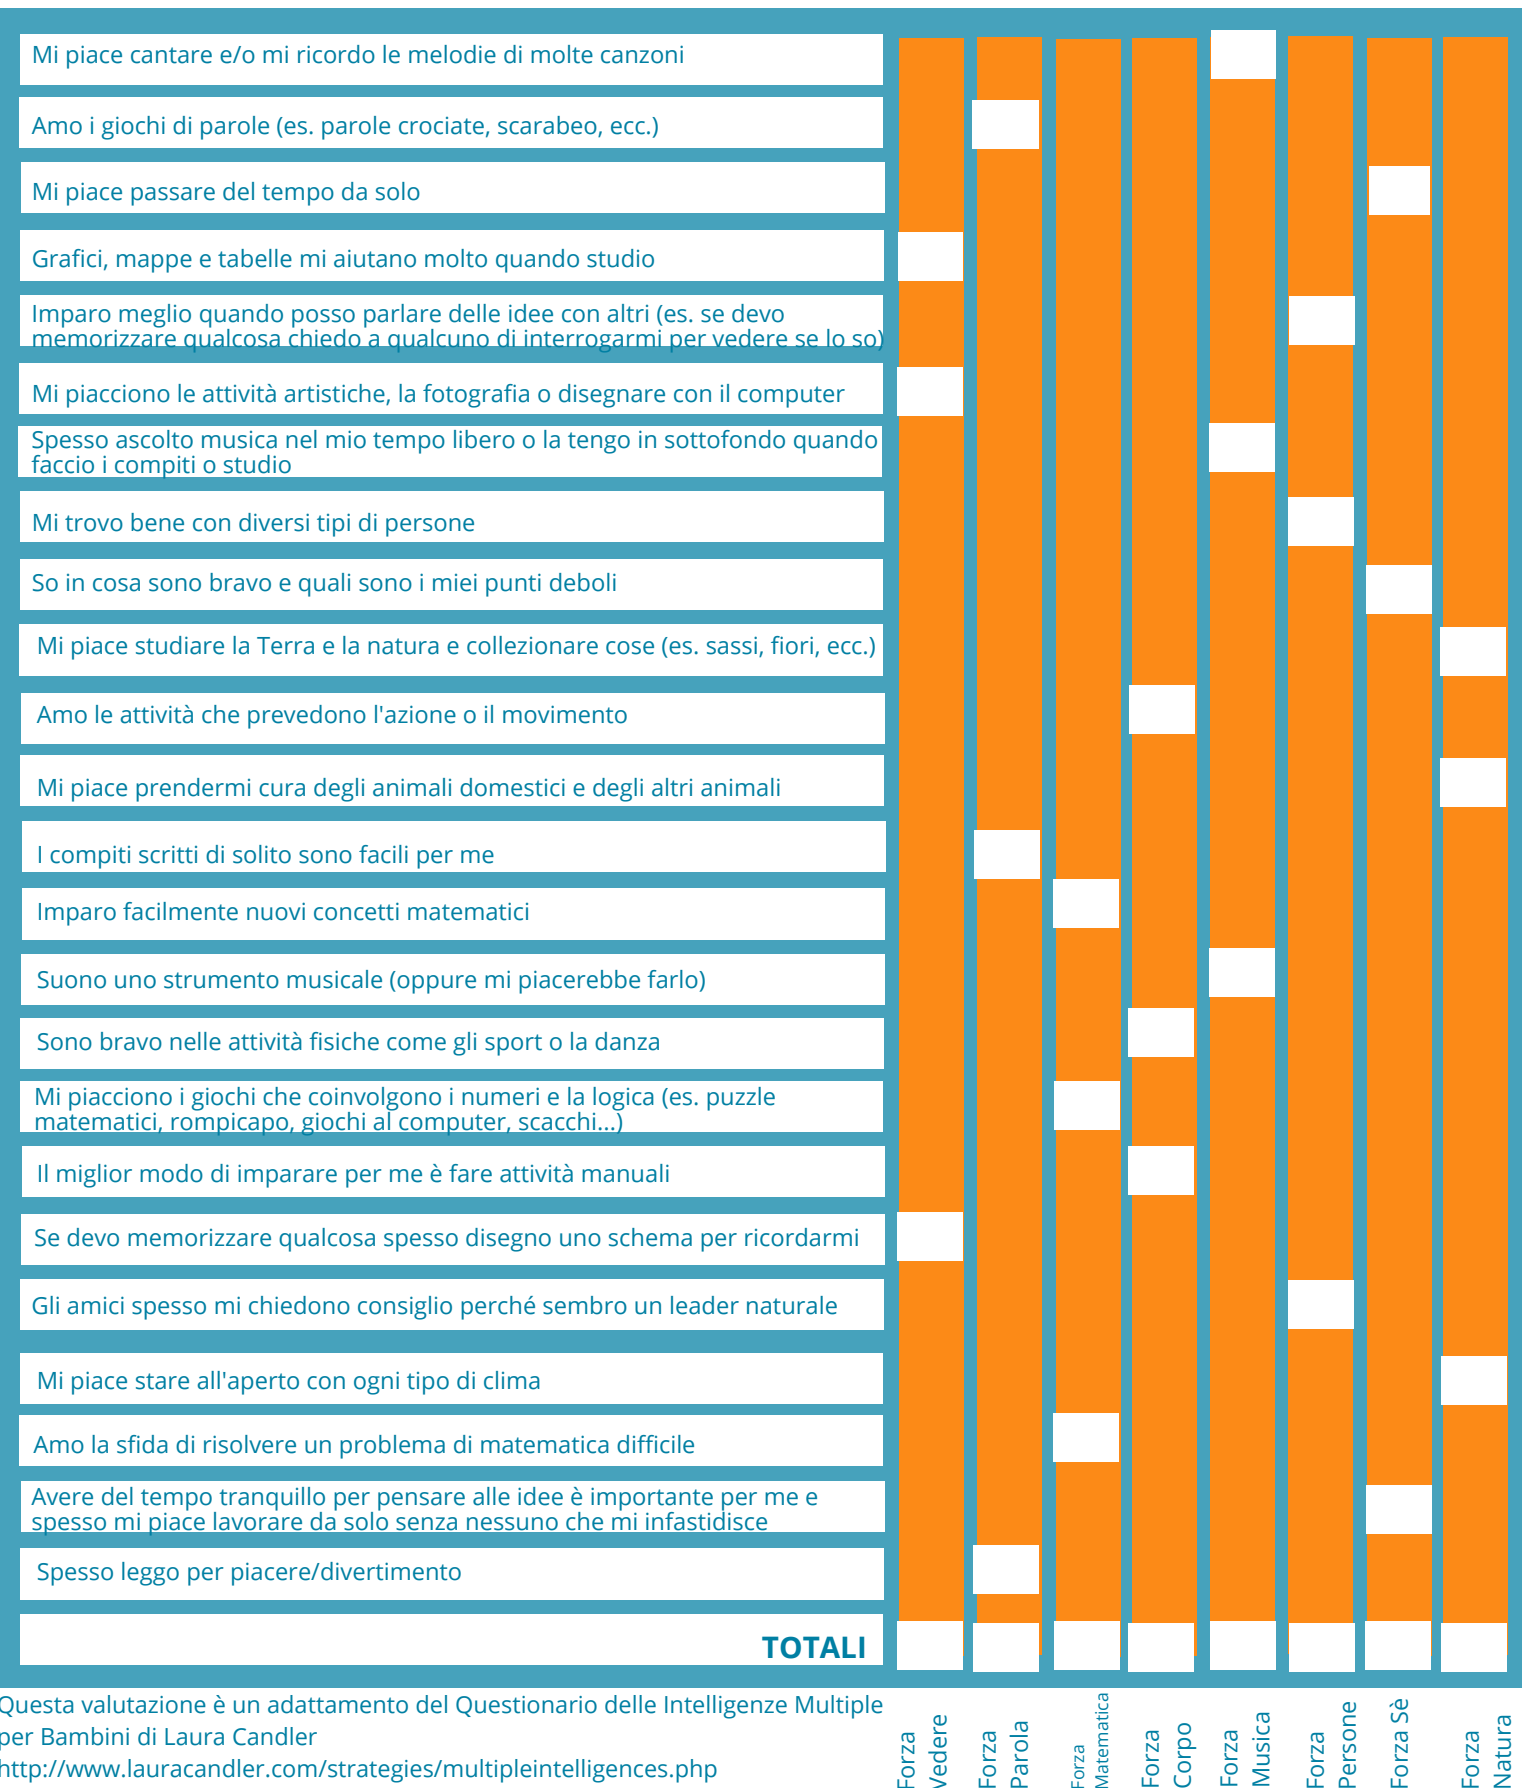 Mi piace cantare e/o mi ricordo le melodie di molte canzoni
Amo i giochi di parole (es. parole crociate, scarabeo, ecc.)
Mi piace passare del tempo da solo
Grafici, mappe e tabelle mi aiutano molto quando studio
Imparo meglio quando posso parlare delle idee con altri (es. se devo
memorizzare qualcosa chiedo a qualcuno di interrogarmi per vedere se lo so)
Mi piacciono le attività artistiche, la fotografia o disegnare con il computer
Spesso ascolto musica nel mio tempo libero o la tengo in sottofondo quando
faccio i compiti o studio
Mi trovo bene con diversi tipi di persone
So in cosa sono bravo e quali sono i miei punti deboli
Mi piace studiare la Terra e la natura e collezionare cose (es. sassi, fiori, ecc.)
Amo le attività che prevedono l'azione o il movimento
Mi piace prendermi cura degli animali domestici e degli altri animali
I compiti scritti di solito sono facili per me
Imparo facilmente nuovi concetti matematici
Suono uno strumento musicale (oppure mi piacerebbe farlo)
Sono bravo nelle attività fisiche come gli sport o la danza
Mi piacciono i giochi che coinvolgono i numeri e la logica (es. puzzle
matematici, rompicapo, giochi al computer, scacchi...)
Il miglior modo di imparare per me è fare attività manuali
Se devo memorizzare qualcosa spesso disegno uno schema per ricordarmi
Gli amici spesso mi chiedono consiglio perché sembro un leader naturale
Mi piace stare all'aperto con ogni tipo di clima
Amo la sfida di risolvere un problema di matematica difficile
Avere del tempo tranquillo per pensare alle idee è importante per me e
spesso mi piace lavorare da solo senza nessuno che mi infastidisce
Spesso leggo per piacere/divertimento
TOTALI
Questa valutazione è un adattamento del Questionario delle Intelligenze Multiple
per Bambini di Laura Candler
http://www.lauracandler.com/strategies/multipleintelligences.php
Forza
Vedere
Forza
Parola
Forza
Matematica
Forza
Corpo
Forza
Musica
Forza
Persone
Forza Sè
Forza
Natura